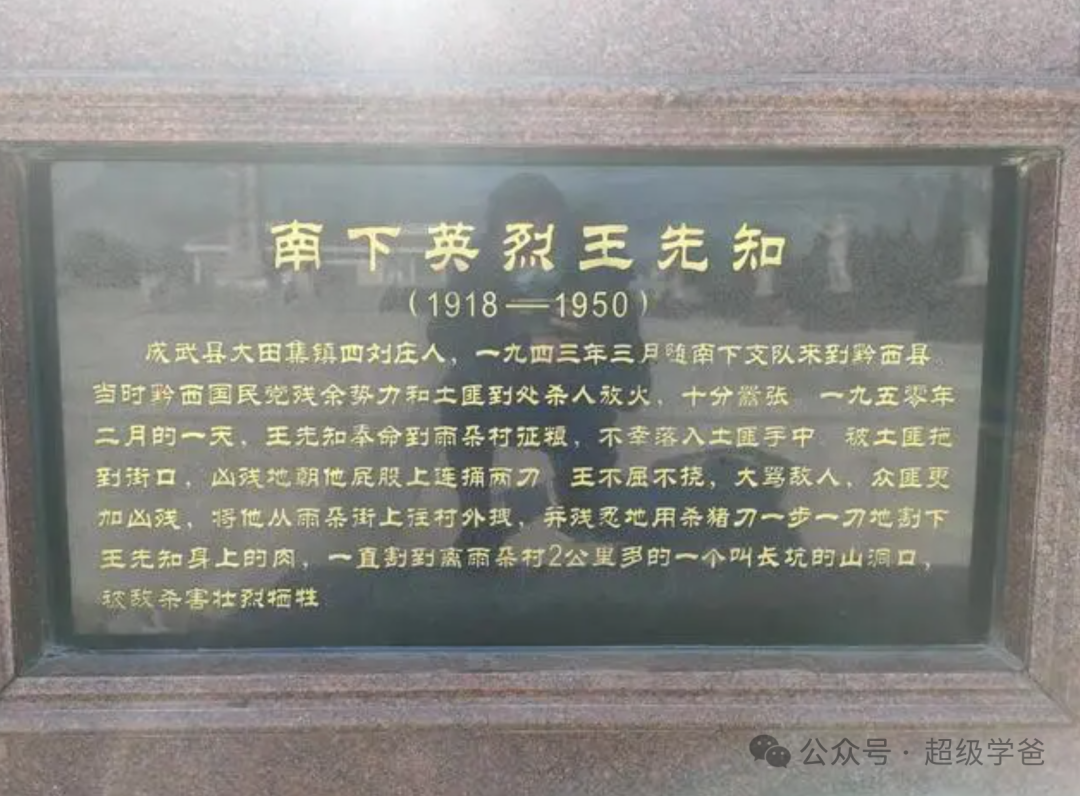 南下英烈王先知
（1918——1950）
成武县大田集镇四刘庄人，一九四三年三月随南下支队来到黔西县。
当时黔西国民党残余势力和土匪到处杀人放火，十分嚣张。一九五零年
二月的一天，王先知奉命到雨朵村征粮，不幸落入土匪手中。被土匪拖
到街口，凶残地朝他屁股上连捅两刀。王不屈不挠，大骂敌人，众匪更
加凶残，将他从雨朵街上往村外拽，并残忍地用杀猪刀一步一刀地割下
王先知身上的肉，一直割到离雨朵村2公里多的一个叫长坑的山洞口，
被敌杀害壮烈牺牲
公众号·超级学爸